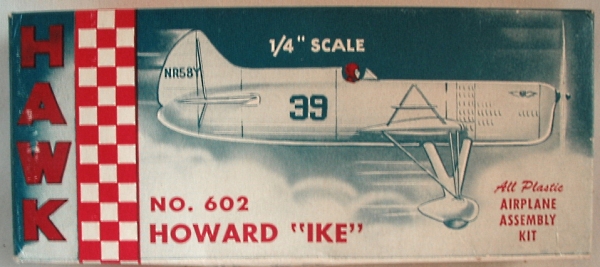 HAWK
1/4" SCALE
NR58Y
39
NO. 602
HOWARD "IKE"
All Plastic
AIRPLANE
ASSEMBLY
KIT